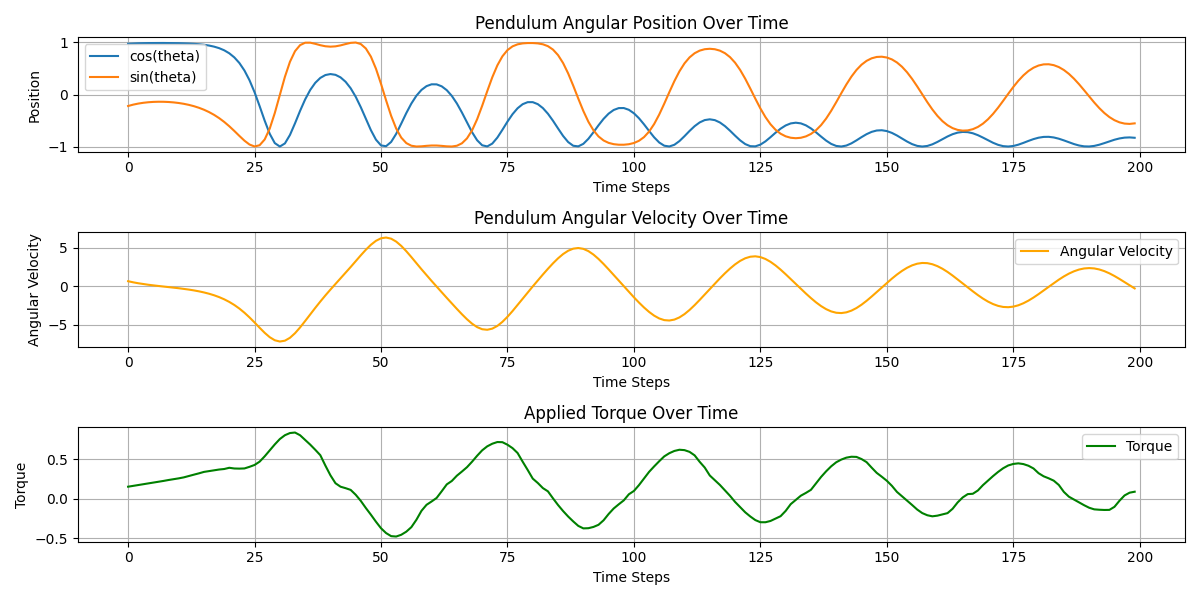 Pendulum Angular Position Over Time
Position
1
0
−1
cos(theta)
sin(theta)
0 25 50 75 100 125 150 175 200
Time Steps
Pendulum Angular Velocity Over Time
Angular Velocity
5
0
−5
Angular Velocity
0 25 50 75 100 125 150 175 200
Time Steps
Applied Torque Over Time
Torque
0.5
0.0
−0.5
Torque
0 25 50 75 100 125 150 175 200
Time Steps